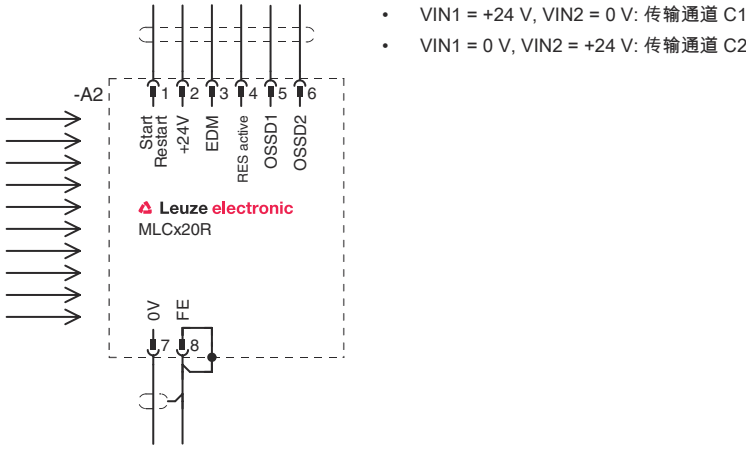 • VIN1 = +24 V, VIN2 = 0 V: 传输通道 C1
• VIN1 = 0 V, VIN2 = +24 V: 传输通道 C2
-A2
1 2 3 4 5 6
Start
Restart
+24V
EDM
RES active
OSSD1
OSSD2
Leuze electronic
MLCx20R
0V
FE
7 8